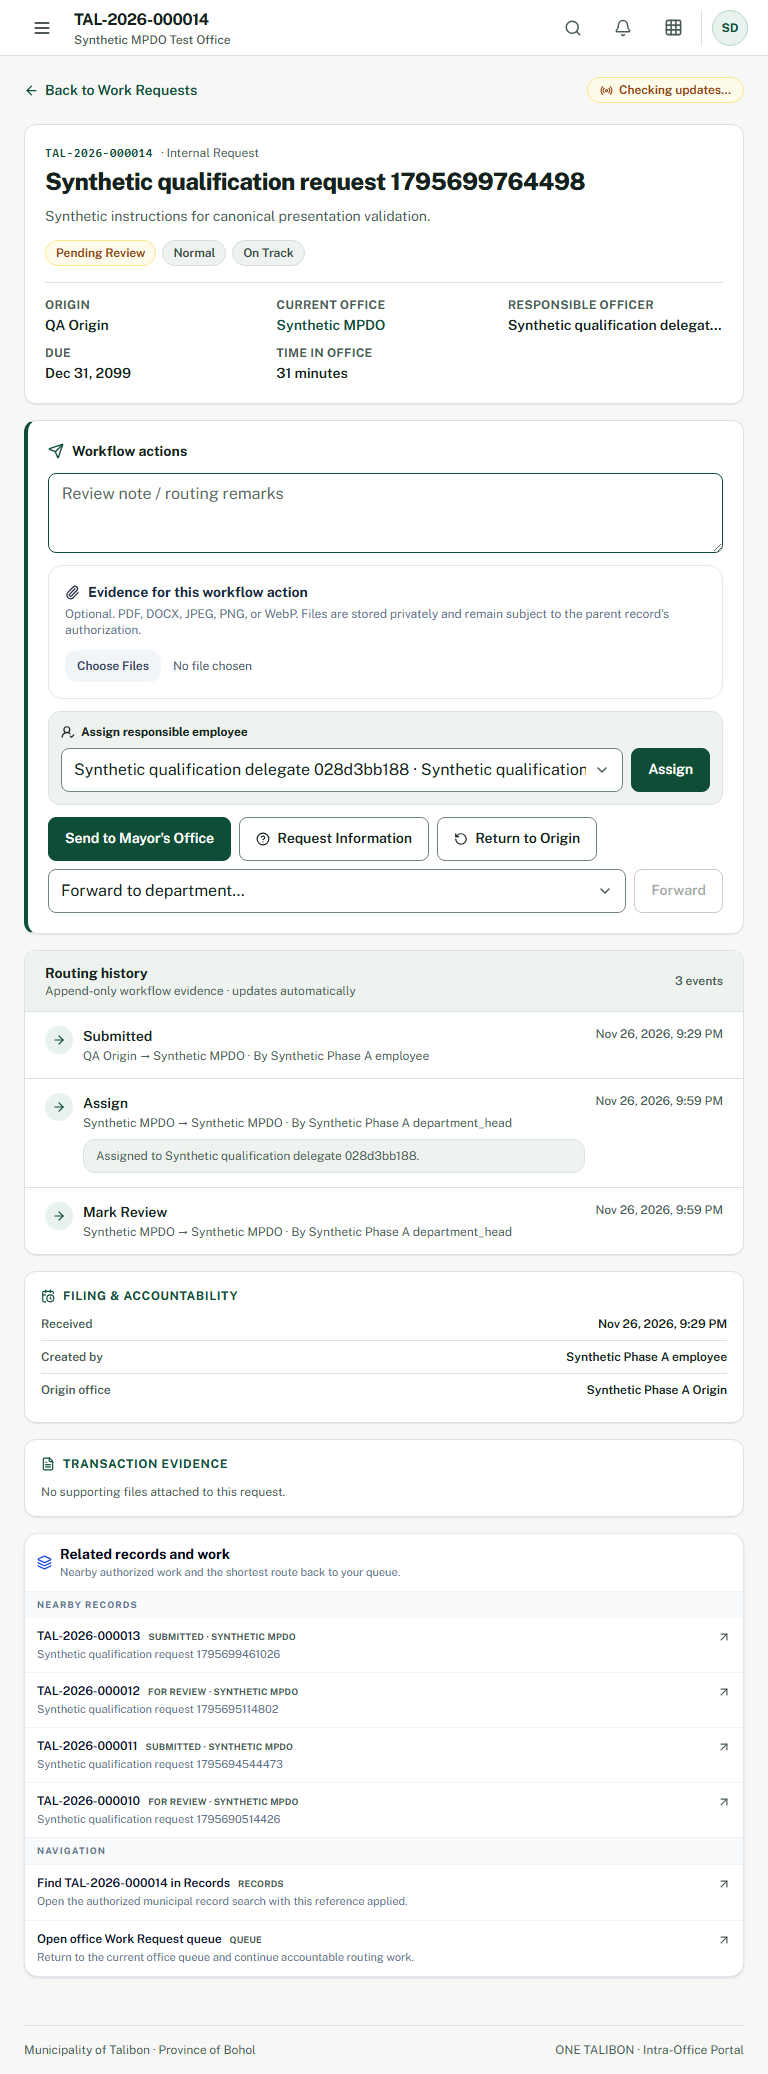 TAL-2026-000014
Synthetic MPDO Test Office
SD
Back to Work Requests
Checking updates...
TAL-2026-000014 · Internal Request
Synthetic qualification request 1795699764498
Synthetic instructions for canonical presentation validation.
Pending Review
Normal
On Track
ORIGIN
QA Origin
CURRENT OFFICE
Synthetic MPDO
RESPONSIBLE OFFICER
Synthetic qualification delegat...
DUE
Dec 31, 2099
TIME IN OFFICE
31 minutes
Workflow actions
Review note / routing remarks
Evidence for this workflow action
Optional. PDF, DOCX, JPEG, PNG, or WebP. Files are stored privately and remain subject to the parent record's
authorization.
Choose Files
No file chosen
Assign responsible employee
Synthetic qualification delegate 028d3bb188 · Synthetic qualification
Assign
Send to Mayor's Office
Request Information
Return to Origin
Forward to department...
Forward
Routing history
Append-only workflow evidence · updates automatically
3 events
Submitted
Nov 26, 2026, 9:29 PM
QA Origin → Synthetic MPDO · By Synthetic Phase A employee
Assign
Nov 26, 2026, 9:59 PM
Synthetic MPDO → Synthetic MPDO · By Synthetic Phase A department_head
Assigned to Synthetic qualification delegate 028d3bb188.
Mark Review
Nov 26, 2026, 9:59 PM
Synthetic MPDO → Synthetic MPDO · By Synthetic Phase A department_head
FILING & ACCOUNTABILITY
Received
Nov 26, 2026, 9:29 PM
Created by
Synthetic Phase A employee
Origin office
Synthetic Phase A Origin
TRANSACTION EVIDENCE
No supporting files attached to this request.
Related records and work
Nearby authorized work and the shortest route back to your queue.
NEARBY RECORDS
TAL-2026-000013 SUBMITTED · SYNTHETIC MPDO
Synthetic qualification request 1795699461026
TAL-2026-000012 FOR REVIEW · SYNTHETIC MPDO
Synthetic qualification request 1795695114802
TAL-2026-000011 SUBMITTED · SYNTHETIC MPDO
Synthetic qualification request 1795694544473
TAL-2026-000010 FOR REVIEW · SYNTHETIC MPDO
Synthetic qualification request 1795690514426
NAVIGATION
Find TAL-2026-000014 in Records RECORDS
Open the authorized municipal record search with this reference applied.
Open office Work Request queue QUEUE
Return to the current office queue and continue accountable routing work.
Municipality of Talibon · Province of Bohol
ONE TALIBON · Intra-Office Portal